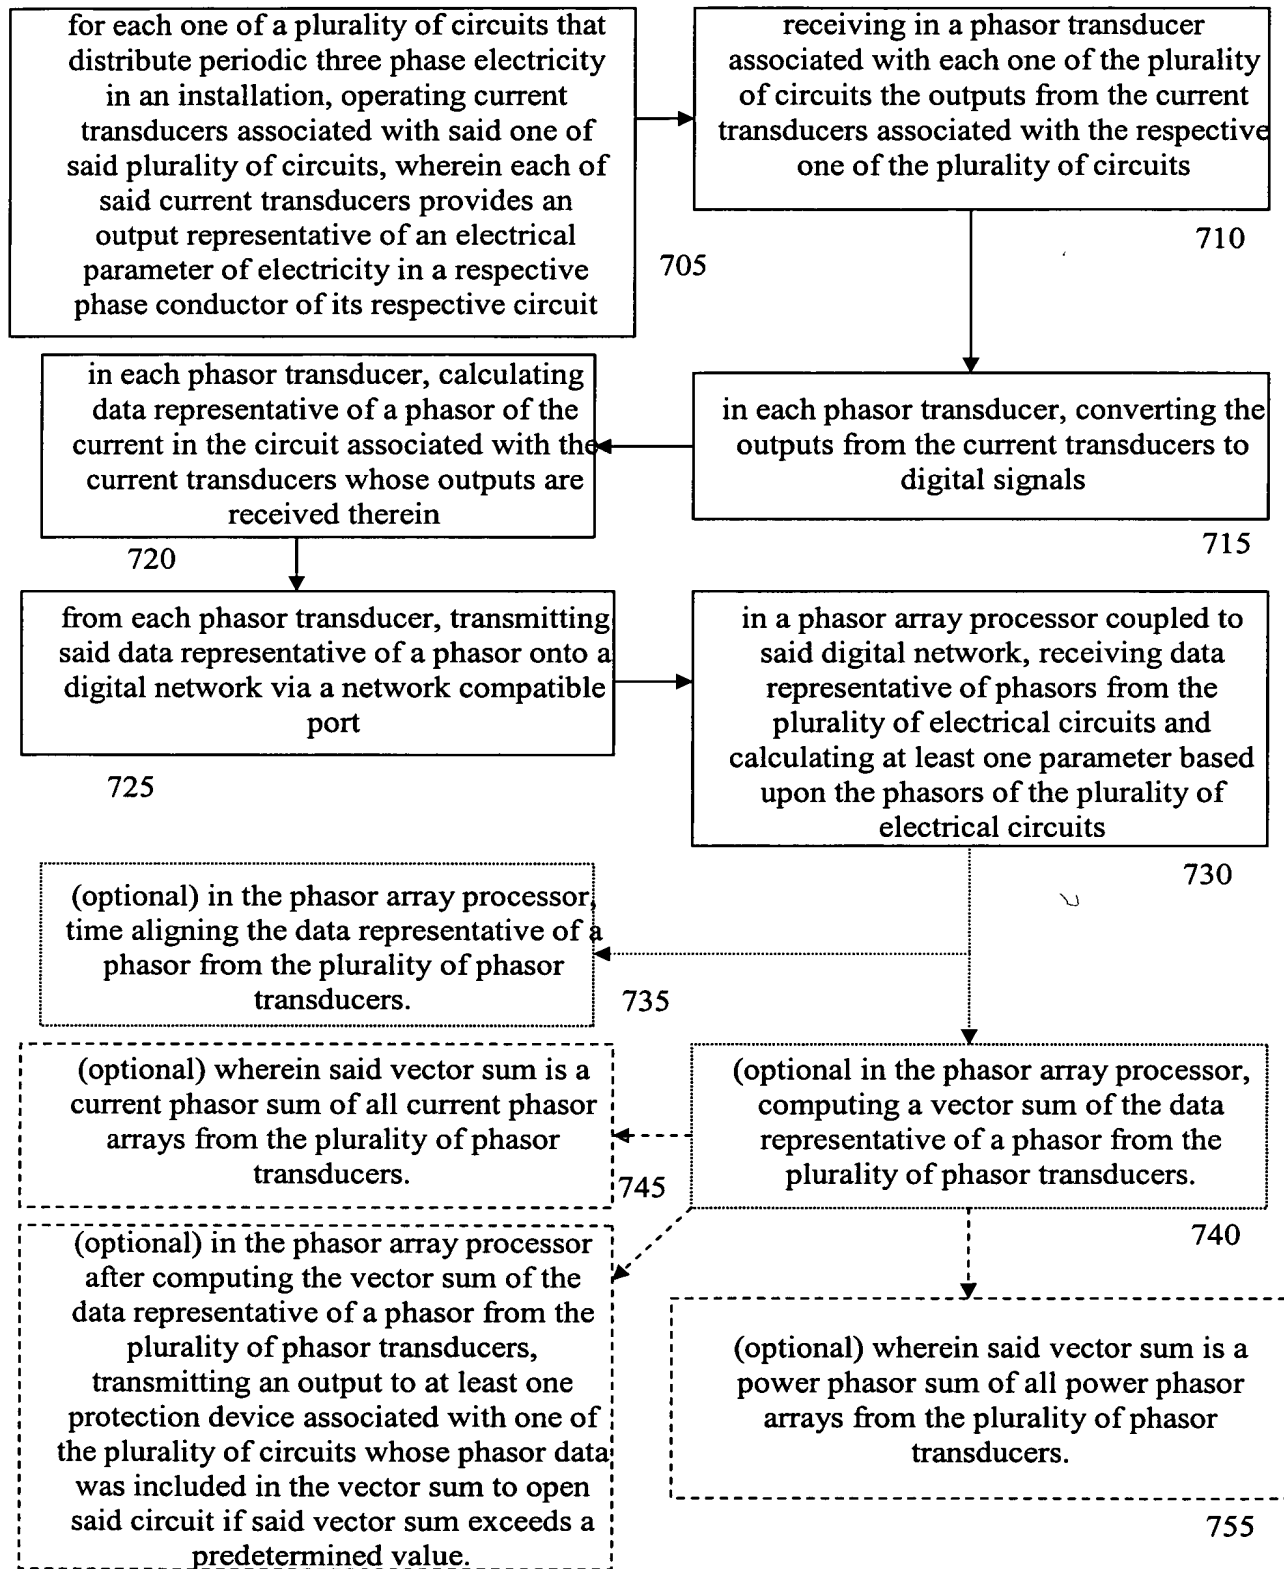 for each one of a plurality of circuits that
distribute periodic three phase electricity
in an installation, operating current
transducers associated with said one of
said plurality of circuits, wherein each of
said current transducers provides an
output representative of an electrical
parameter of electricity in a respective
phase conductor of its respective circuit
705
receiving in a phasor transducer
associated with each one of the plurality
of circuits the outputs from the current
transducers associated with the respective
one of the plurality of circuits
710
in each phasor transducer, converting the
outputs from the current transducers to
digital signals
715
in each phasor transducer, calculating
data representative of a phasor of the
current in the circuit associated with the
current transducers whose outputs are
received therein
720
from each phasor transducer, transmitting
said data representative of a phasor onto a
digital network via a network compatible
port
725
in a phasor array processor coupled to
said digital network, receiving data
representative of phasors from the
plurality of electrical circuits and
calculating at least one parameter based
upon the phasors of the plurality of
electrical circuits
730
(optional) in the phasor array processor,
time aligning the data representative of a
phasor from the plurality of phasor
transducers.
735
(optional in the phasor array processor,
computing a vector sum of the data
representative of a phasor from the
plurality of phasor transducers.
740
(optional) wherein said vector sum is a
current phasor sum of all current phasor
arrays from the plurality of phasor
transducers.
745
(optional) in the phasor array processor
after computing the vector sum of the
data representative of a phasor from the
plurality of phasor transducers,
transmitting an output to at least one
protection device associated with one of
the plurality of circuits whose phasor data
was included in the vector sum to open
said circuit if said vector sum exceeds a
predetermined value.
(optional) wherein said vector sum is a
power phasor sum of all power phasor
arrays from the plurality of phasor
transducers.
755